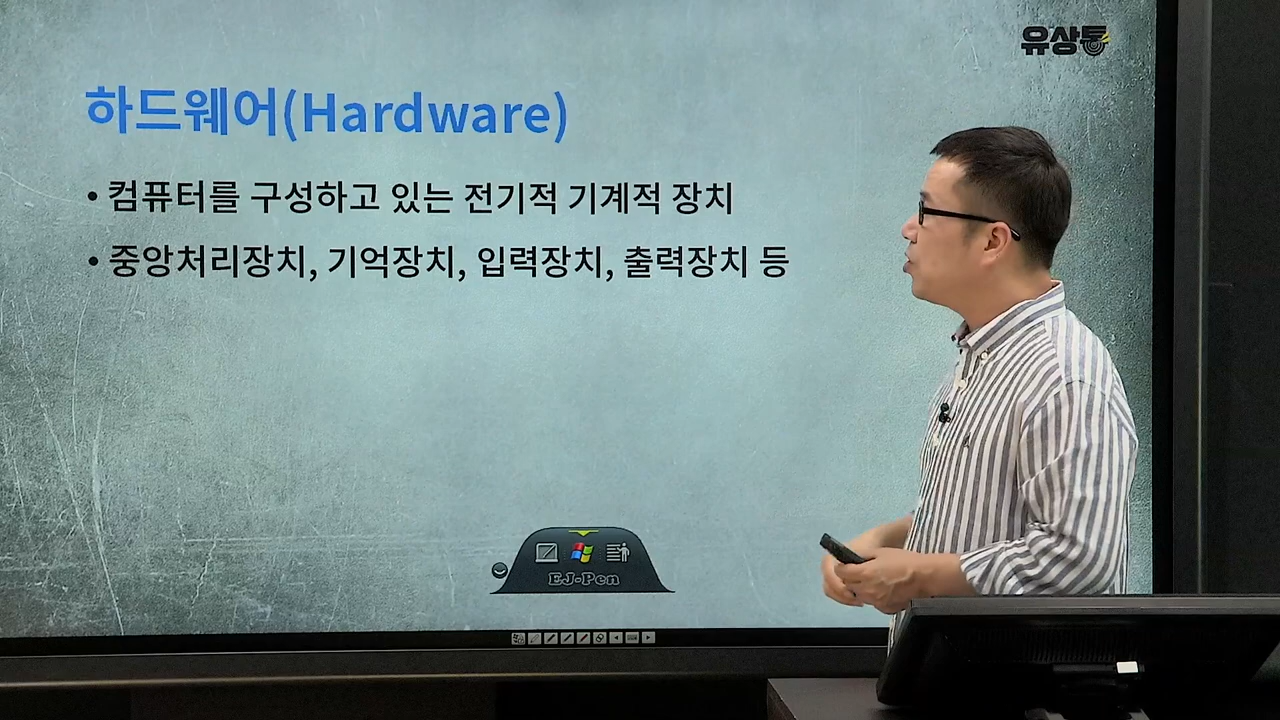 유상통
하드웨어(Hardware)
• 컴퓨터를 구성하고 있는 전기적 기계적 장치
• 중앙처리장치, 기억장치, 입력장치, 출력장치 등
EJ-Pen